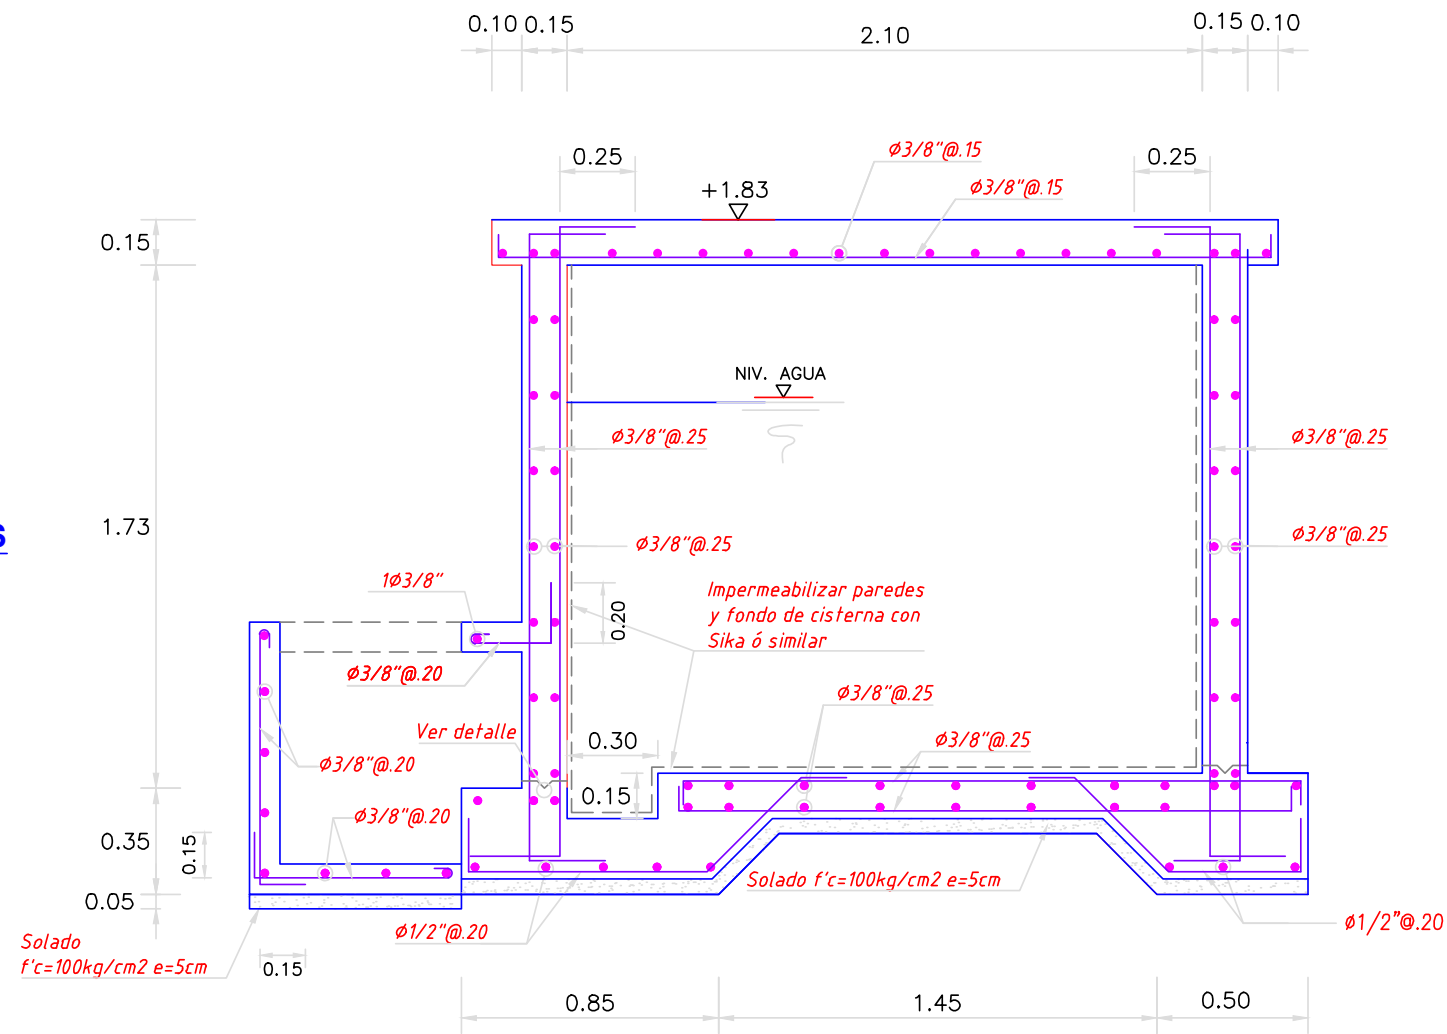 0.10 0.15
2.10
0.15 0.10
ø3/8"@.15
0.25
0.25
+1.83
ø3/8"@.15
0.15
NIV. AGUA
ø3/8"@.25
ø3/8"@.25
S
1.73
ø3/8"@.25
ø3/8"@.25
1ø3/8"
Impermeabilizar paredes
y fondo de cisterna con
Sika ó similar
0.20
ø3/8"@.20
ø3/8"@.25
Ver detalle
0.30
ø3/8"@.25
ø3/8"@.20
0.15
ø3/8"@.20
0.35
0.15
Solado f'c=100kg/cm2 e=5cm
0.05
ø1/2"@.20
ø1/2"@.20
Solado
f'c=100kg/cm2 e=5cm
0.15
0.85
1.45
0.50